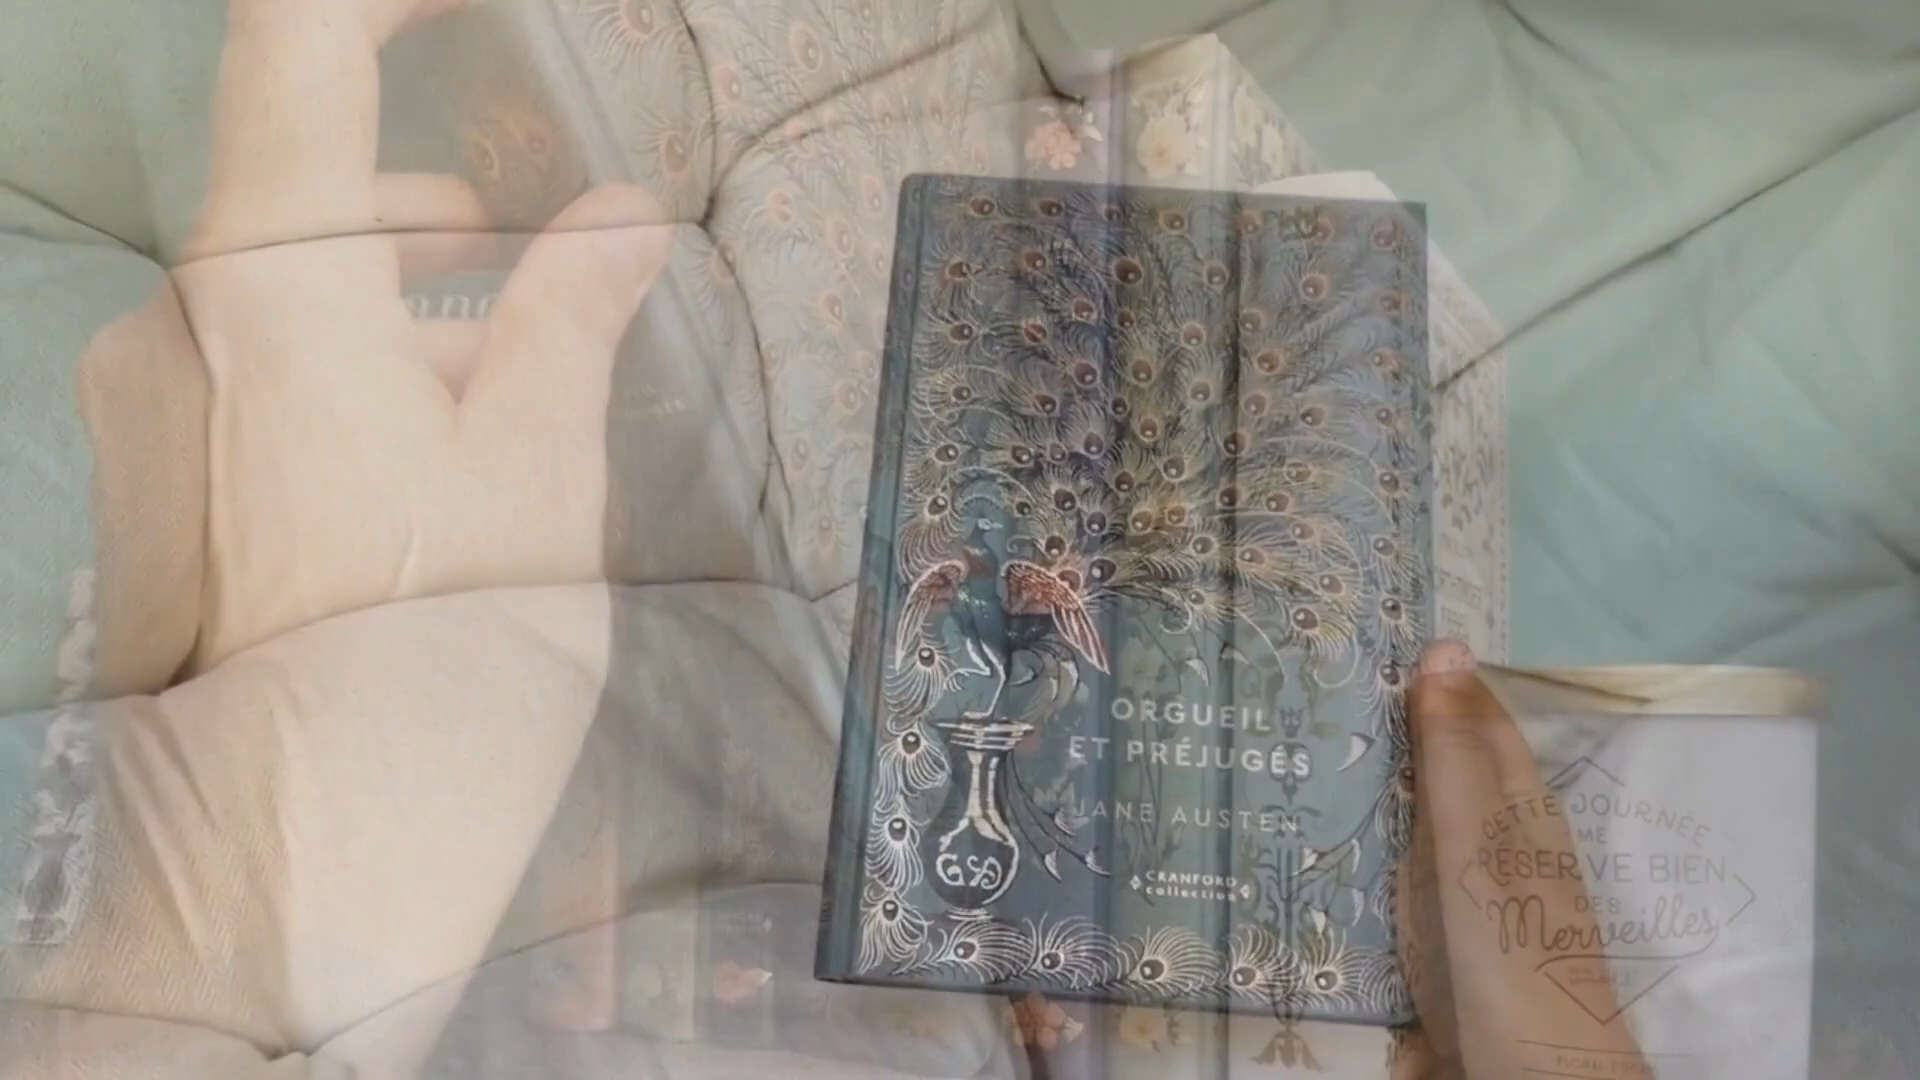 ORGUEIL
ET PRÉJUGÉS
JANE AUSTEN
CRANFORD
collection
CETTE JOURNÉE
ME
RÉSERVE BIEN
DES
Merveilles